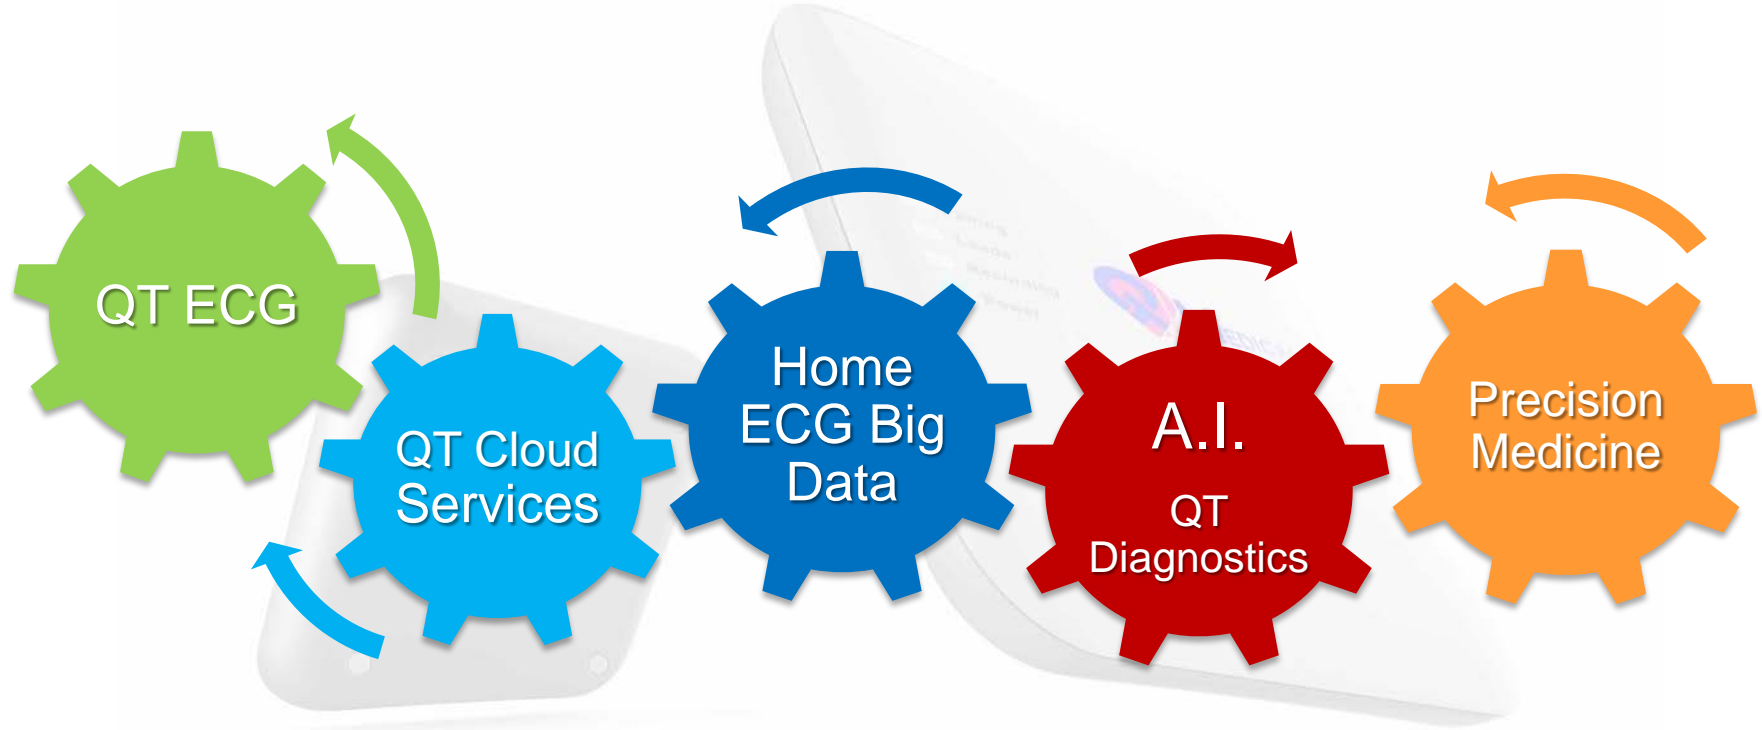 QT ECG
QT Cloud
Services
Home
ECG Big
Data
A.I.
QT
Diagnostics
Precision
Medicine